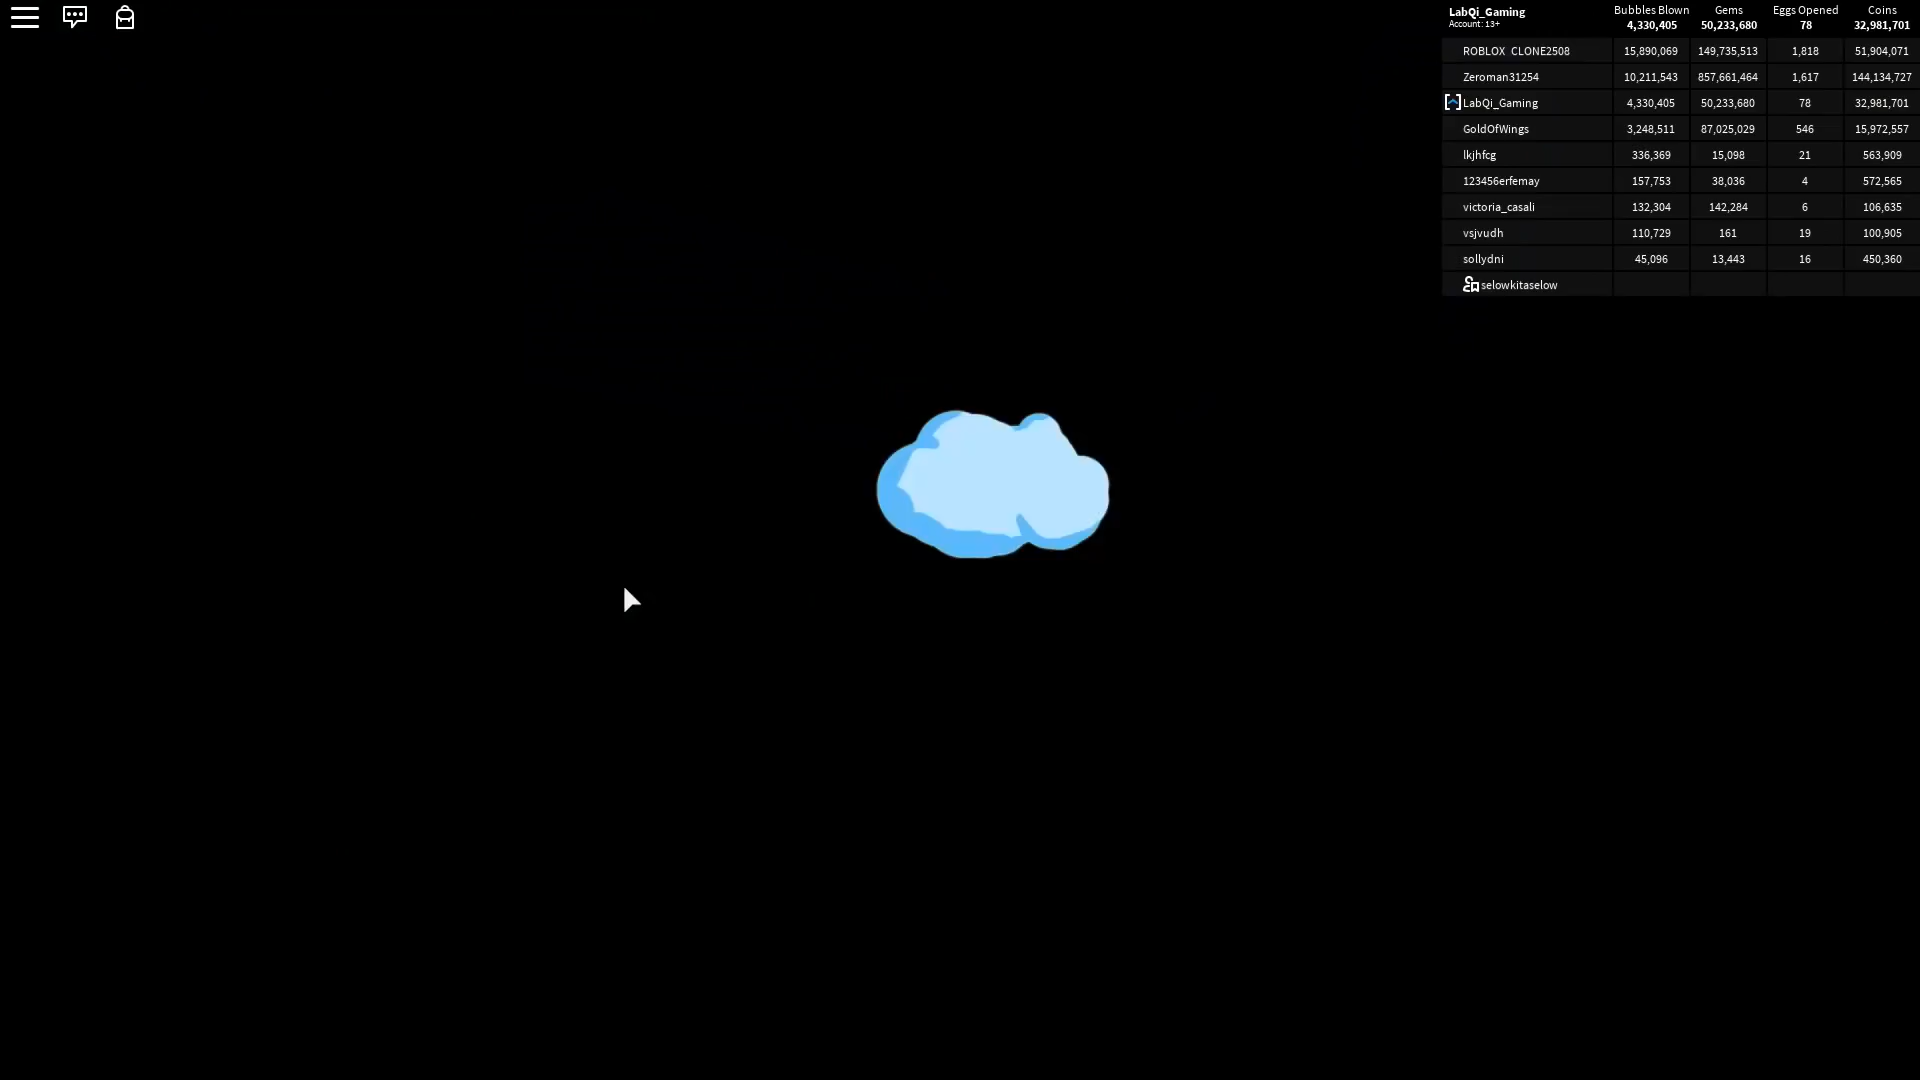 LabQi_Gaming Bubbles Blown Gems Eggs Opened Coins
Account: 13+ 4,330,405 50,233,680 78 32,981,701
ROBLOX_CLONE2508 15,890,069 149,735,513 1,818 51,904,071
Zeroman31254 10,211,543 857,661,464 1,617 144,134,727
LabQi_Gaming 4,330,405 50,233,680 78 32,981,701
GoldOfWings 3,248,511 87,025,029 546 15,972,557
lkjhfcg 336,369 15,098 21 563,909
123456erfemay 157,753 38,036 4 572,565
victoria_casali 132,304 142,284 6 106,635
vsjvudh 110,729 161 19 100,905
sollydni 45,096 13,443 16 450,360
selowkitaselow